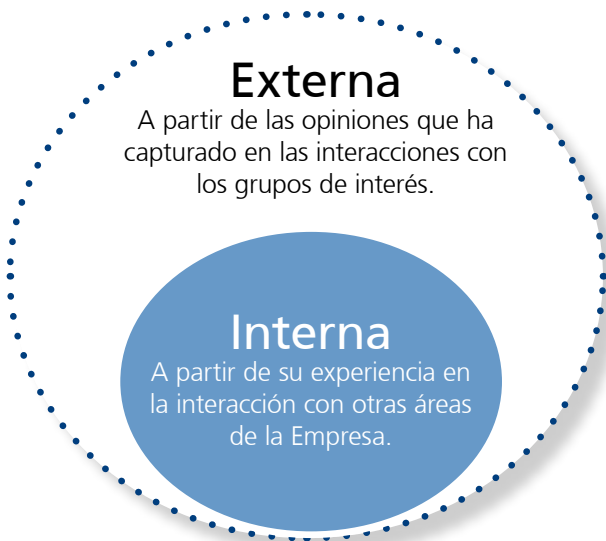 Externa
A partir de las opiniones que ha
capturado en las interacciones con
los grupos de interés.
Interna
A partir de su experiencia en
la interacción con otras áreas
de la Empresa.